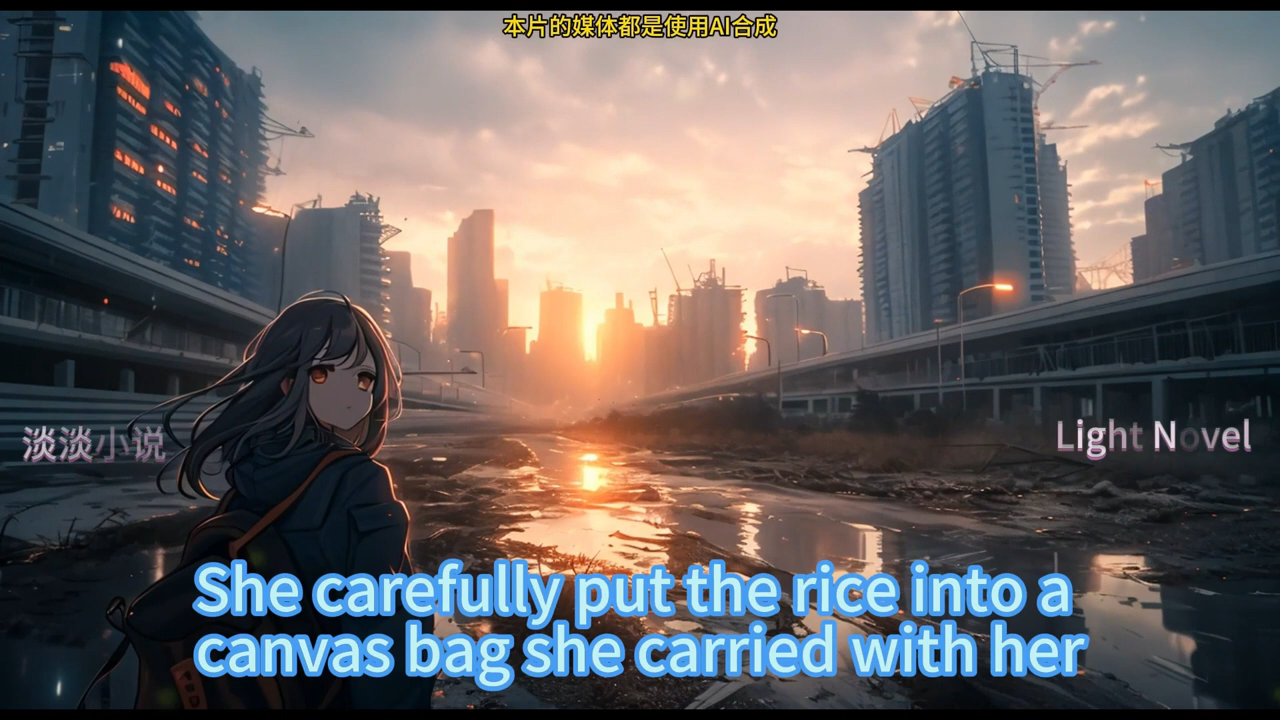 本片的媒体都是使用AI合成
淡淡小说
Light Novel
She carefully put the rice into a
canvas bag she carried with her